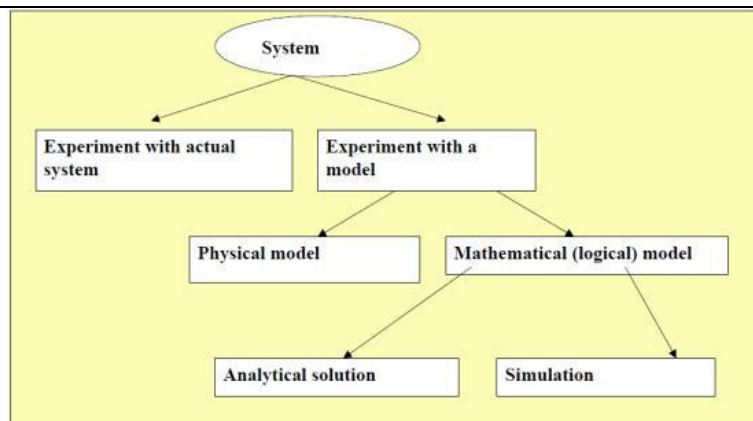 System
Experiment with actual
system
Experiment with a
model
Physical model
Mathematical (logical) model
Analytical solution
Simulation